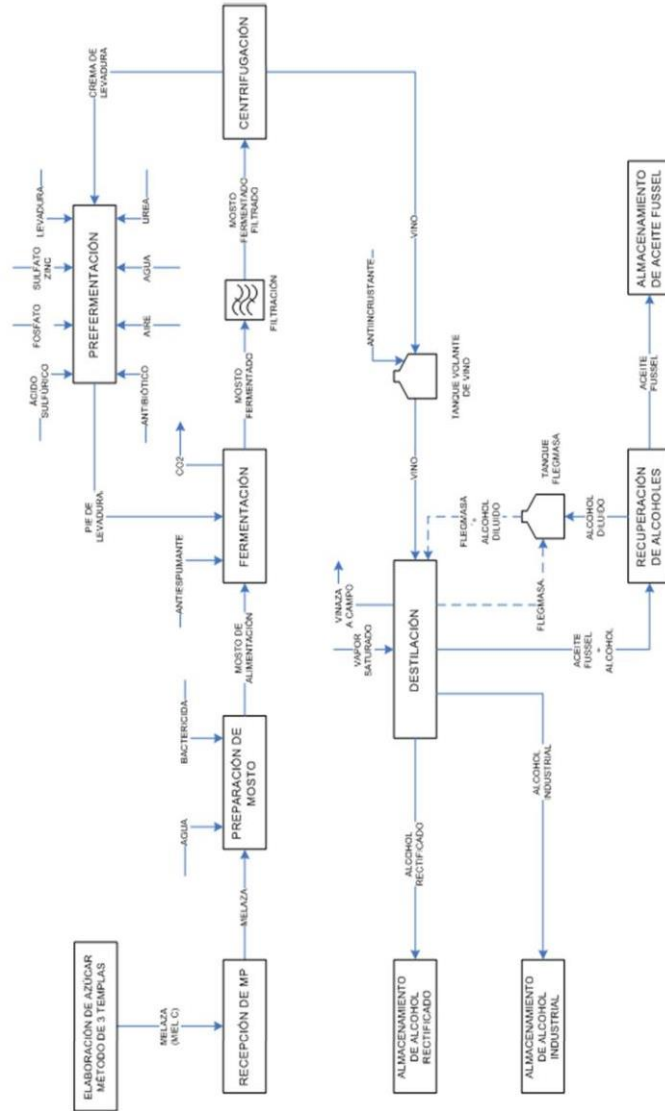 ELABORACIÓN DE AZÚCAR
MÉTODO DE 3 TEMPLAS
MELAZA
(MIEL C)
RECEPCIÓN DE MP
MELAZA
AGUA
BACTERICIDA
PREPARACIÓN DE
MOSTO
MOSTO DE
ALIMENTACIÓN
ANTIESPUMANTE
PIE DE
LEVADURA
CO2
FERMENTACIÓN
MOSTO
FERMENTADO
FILTRACIÓN
MOSTO
FERMENTADO
FILTRADO
CENTRIFUGACIÓN
CREMA DE
LEVADURA
ÁCIDO
SULFÚRICO
FOSFATO
SULFATO
ZINC
LEVADURA
PREFERMENTACIÓN
ANTIBIÓTICO
AIRE
AGUA
UREA
VINO
ANTIINCRUSTANTE
TANQUE VOLANTE
DE VINO
VINO
VAPOR
SATURADO
VINAZA
A CAMPO
DESTILACIÓN
FLEGMASA
+
ALCOHOL
DILUIDO
FLEGMASA
TANQUE
FLEGMASA
ALCOHOL
DILUIDO
ACEITE
FUSSEL
+
ALCOHOL
RECUPERACIÓN
DE ALCOHOLES
ACEITE
FUSSEL
ALMACENAMIENTO
DE ACEITE FUSSEL
ALCOHOL
RECTIFICADO
ALMACENAMIENTO
DE ALCOHOL
RECTIFICADO
ALCOHOL
INDUSTRIAL
ALMACENAMIENTO
DE ALCOHOL
INDUSTRIAL